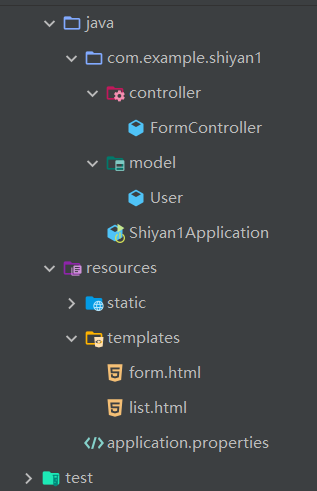 java
com.example.shiyan1
controller
FormController
model
User
Shiyan1Application
resources
static
templates
form.html
list.html
application.properties
test